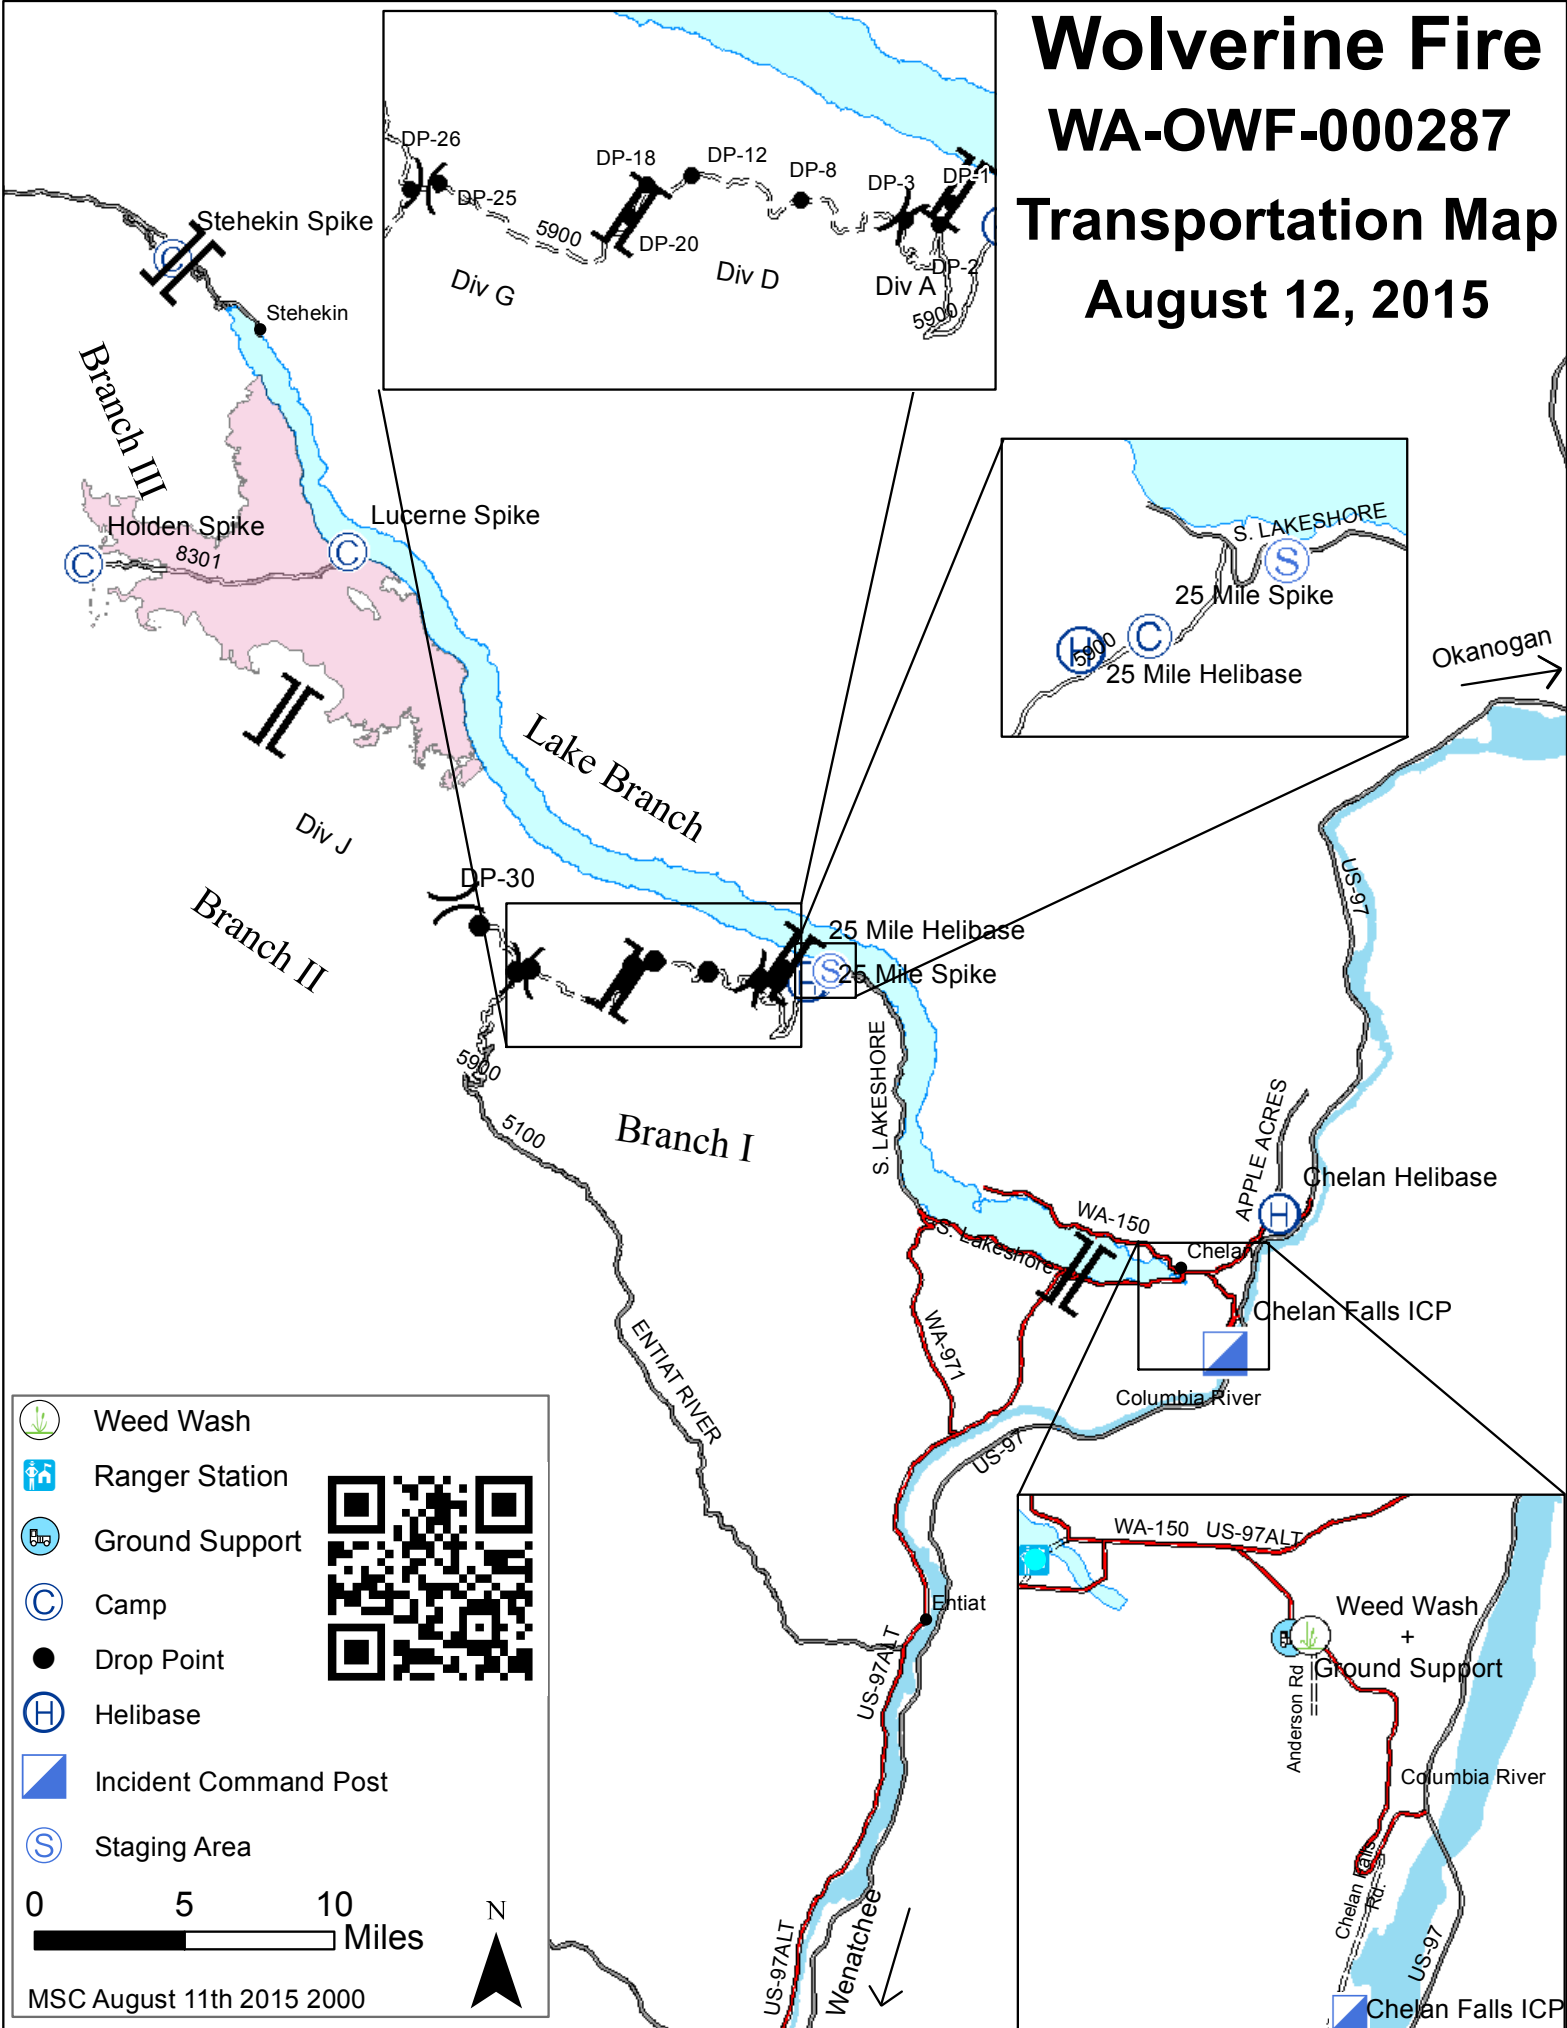 Wolverine Fire
WA-OWF-000287
Transportation Map
August 12, 2015
DP-26
DP-25
5900
DP-18
DP-20
DP-12
DP-8
DP-3
DP-1
DP-2
5900
Div G
Div D
Div A
Stehekin Spike
Stehekin
Branch III
Holden Spike
8301
Lucerne Spike
S. LAKESHORE
25 Mile Spike
5900
25 Mile Helibase
Okanogan
Lake Branch
Div J
DP-30
Branch II
25 Mile Helibase
25 Mile Spike
US-97
5900
5100
Branch I
S. LAKESHORE
APPLE ACRES
Chelan Helibase
WA-150
S. Lakeshore
Chelan
Chelan Falls ICP
WA-971
ENTIAT RIVER
Columbia River
US-97
Entiat
US-97ALT
US-97ALT
Wenatchee
WA-150
US-97ALT
Weed Wash
+
Ground Support
Anderson Rd
Columbia River
Chelan Falls
Rd.
US-97
Chelan Falls ICP
Weed Wash
Ranger Station
Ground Support
Camp
Drop Point
Helibase
Incident Command Post
Staging Area
0 5 10
Miles
N
MSC August 11th 2015 2000